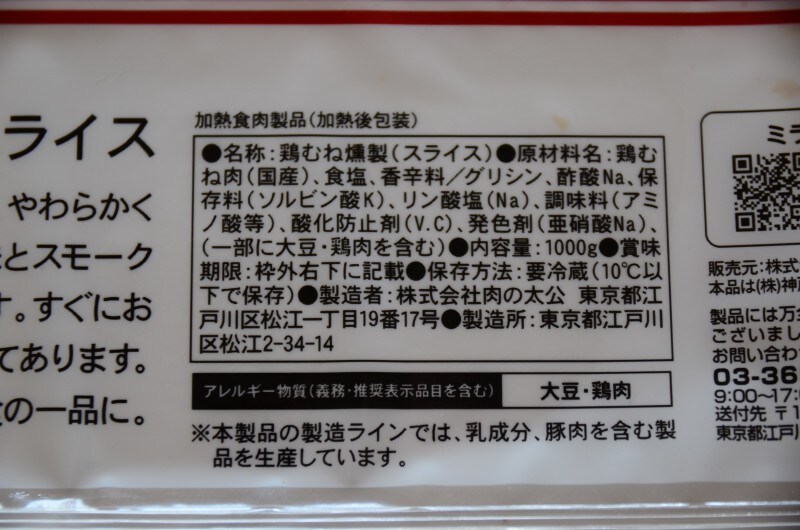 ライス
やわらかく
とスモーク
す。すぐにお
てあります。
の一品に。
加熱食肉製品(加熱後包装)
●名称:鶏むね燻製(スライス)●原材料名:鶏む
ね肉(国産)、食塩、香辛料/グリシン、酢酸Na、保
存料(ソルビン酸K)、リン酸塩(Na)、調味料(アミ
ノ酸等)、酸化防止剤(V.C)、発色剤(亜硝酸Na)、
(一部に大豆・鶏肉を含む)●内容量:1000g●賞味
期限:枠外右下に記載●保存方法:要冷蔵(10℃以
下で保存)●製造者:株式会社肉の太公 東京都江
戸川区松江一丁目19番17号●製造所:東京都江戸川
区松江2-34-14
アレルギー物質(義務・推奨表示品目を含む) 大豆・鶏肉
※本製品の製造ラインでは、乳成分、豚肉を含む製
品を生産しています。
ミラ
販売元:株式
本品は(株)神戸
製品には万全
ございまし
お問い合わ
03-36
9:00〜17:0
送付先 〒1
東京都江戸川